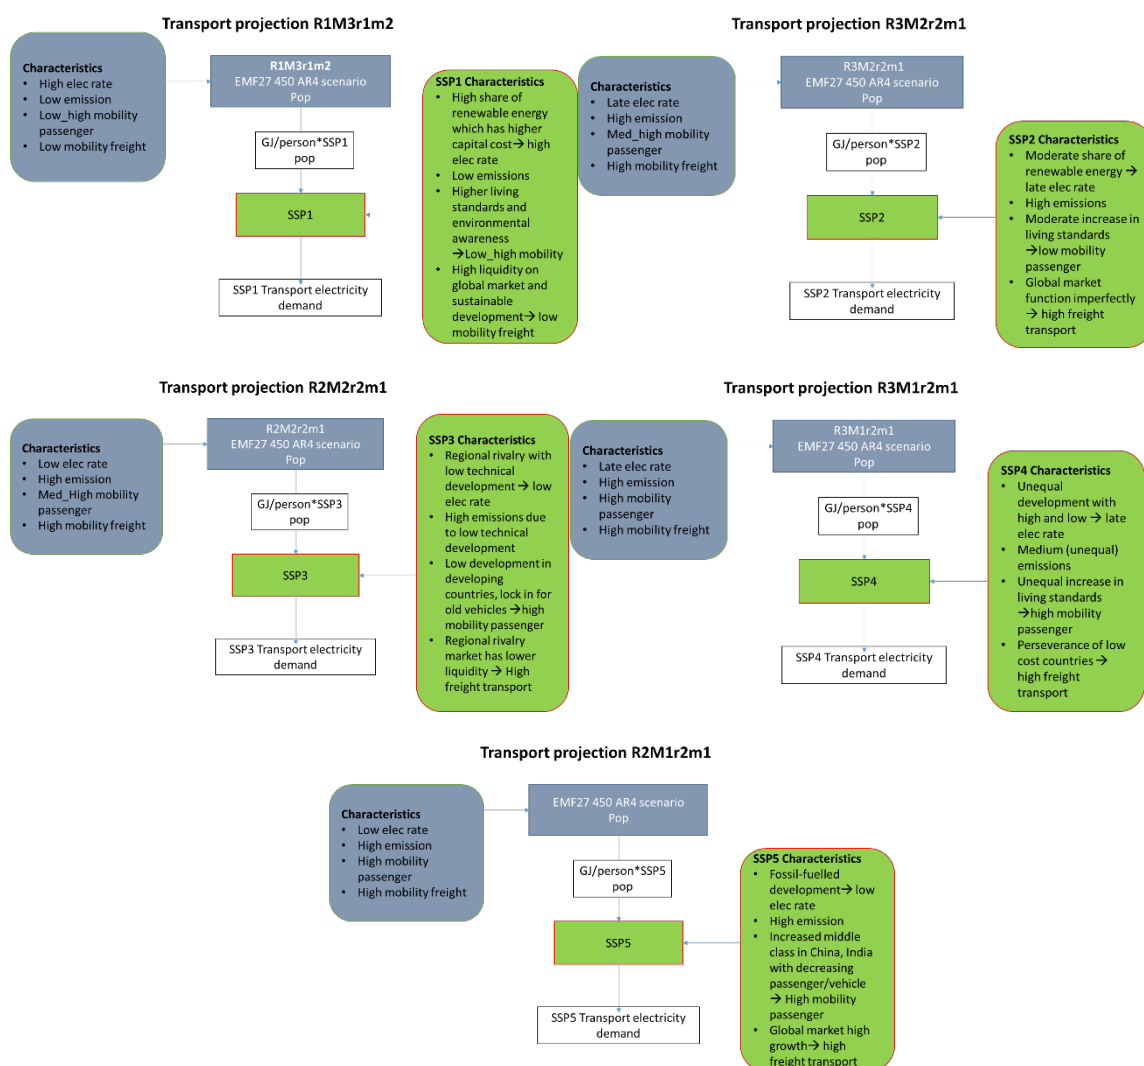 Transport projection R1M3r1m2
Characteristics
• High elec rate
• Low emission
• Low_high mobility
passenger
• Low mobility freight
R1M3r1m2
EMF27 450 AR4 scenario
Pop
GJ/person*SSP1
pop
SSP1
SSP1 Transport electricity
demand
SSP1 Characteristics
• High share of
renewable energy
which has higher
capital cost→ high
elec rate
• Low emissions
• Higher living
standards and
environmental
awareness
→Low_high mobility
• High liquidity on
global market and
sustainable
development→ low
mobility freight
Transport projection R3M2r2m1
Characteristics
• Late elec rate
• High emission
• Med_high mobility
passenger
• High mobility freight
R3M2r2m1
EMF27 450 AR4 scenario
Pop
GJ/person*SSP2
pop
SSP2
SSP2 Transport electricity
demand
SSP2 Characteristics
• Moderate share of
renewable energy →
late elec rate
• High emissions
• Moderate increase in
living standards
→low mobility
passenger
• Global market
function imperfectly
→ high freight
transport
Transport projection R2M2r2m1
Characteristics
• Low elec rate
• High emission
• Med_High mobility
passenger
• High mobility freight
R2M2r2m1
EMF27 450 AR4 scenario
Pop
GJ/person*SSP3
pop
SSP3
SSP3 Transport electricity
demand
SSP3 Characteristics
• Regional rivalry with
low technical
development → low
elec rate
• High emissions due
to low technical
development
• Low development in
developing
countries, lock in for
old vehicles →high
mobility passenger
• Regional rivalry
market has lower
liquidity → High
freight transport
Transport projection R3M1r2m1
Characteristics
• Late elec rate
• High emission
• High mobility
passenger
• High mobility freight
R3M1r2m1
EMF27 450 AR4 scenario
Pop
GJ/person*SSP4
pop
SSP4
SSP4 Transport electricity
demand
SSP4 Characteristics
• Unequal
development with
high and low → late
elec rate
• Medium (unequal)
emissions
• Unequal increase in
living standards
→high mobility
passenger
• Perseverance of low
cost countries →
high freight
transport
Transport projection R2M1r2m1
Characteristics
• Low elec rate
• High emission
• High mobility
passenger
• High mobility freight
EMF27 450 AR4 scenario
Pop
GJ/person*SSP5
pop
SSP5
SSP5 Transport electricity
demand
SSP5 Characteristics
• Fossil-fuelled
development→ low
elec rate
• High emission
• Increased middle
class in China, India
with decreasing
passenger/vehicle
→ High mobility
passenger
• Global market high
growth→ high
freight transport